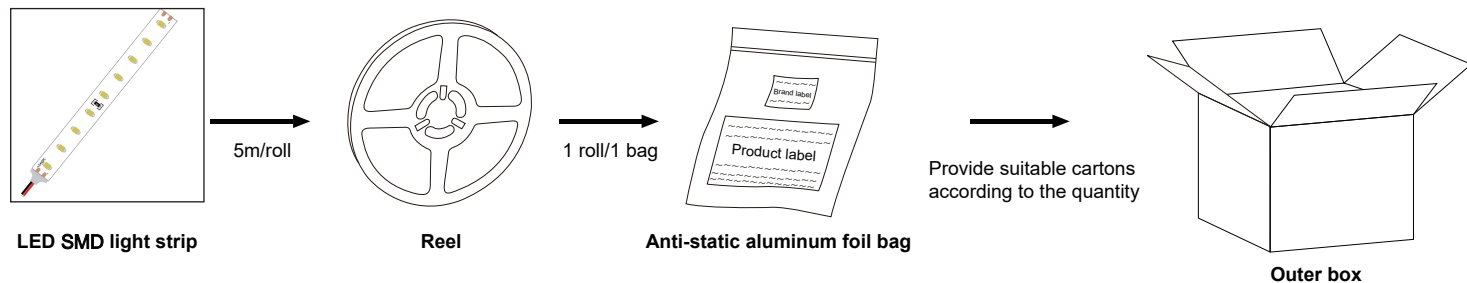 5m/roll
1 roll/1 bag
Brand label
Product label
Provide suitable cartons
according to the quantity
LED SMD light strip
Reel
Anti-static aluminum foil bag
Outer box